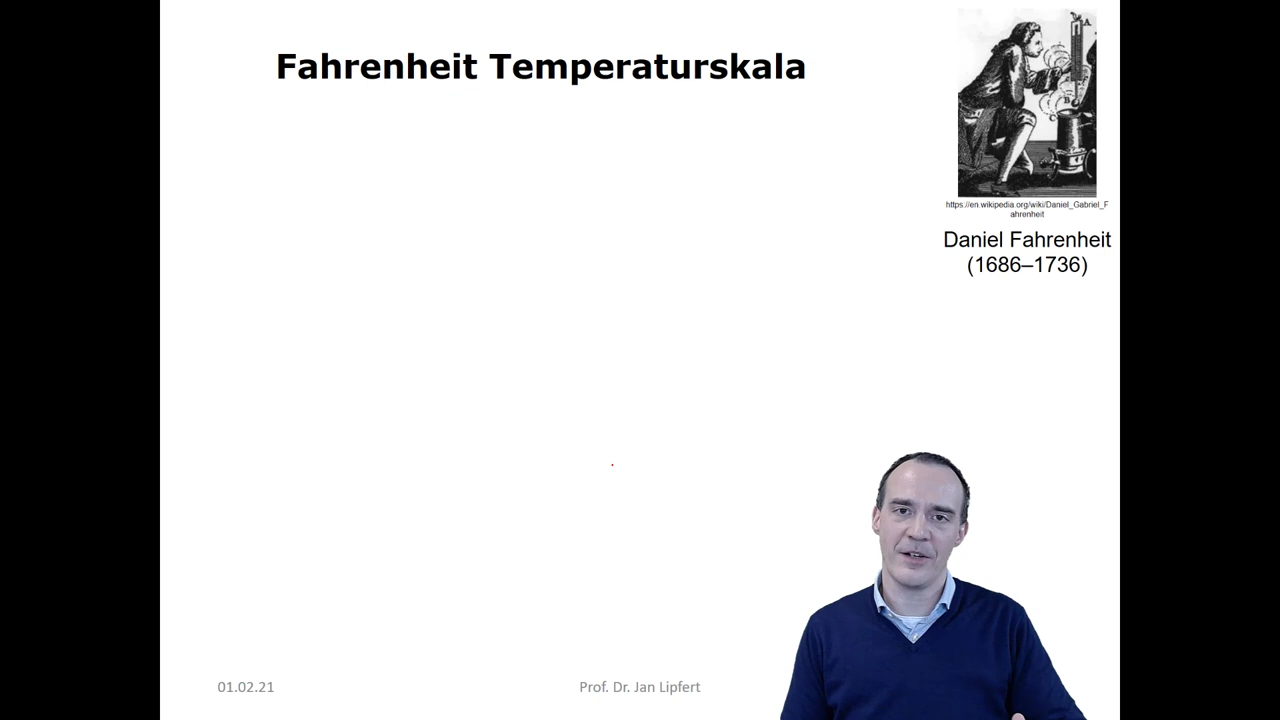 Fahrenheit Temperaturskala
A
B
C
https://en.wikipedia.org/wiki/Daniel_Gabriel_F
ahrenheit
Daniel Fahrenheit
(1686–1736)
01.02.21
Prof. Dr. Jan Lipfert